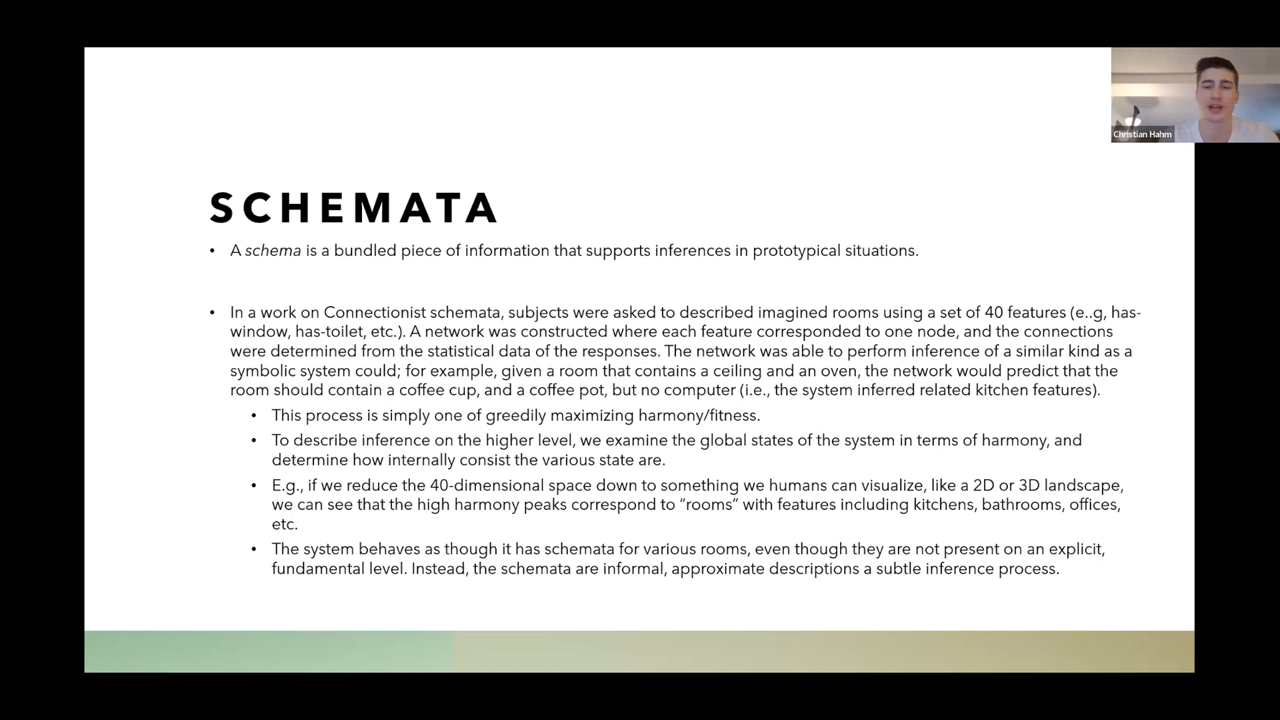 Christian Hahm
SCHEMATA
• A schema is a bundled piece of information that supports inferences in prototypical situations.
• In a work on Connectionist schemata, subjects were asked to described imagined rooms using a set of 40 features (e..g, has-
window, has-toilet, etc.). A network was constructed where each feature corresponded to one node, and the connections
were determined from the statistical data of the responses. The network was able to perform inference of a similar kind as a
symbolic system could; for example, given a room that contains a ceiling and an oven, the network would predict that the
room should contain a coffee cup, and a coffee pot, but no computer (i.e., the system inferred related kitchen features).
• This process is simply one of greedily maximizing harmony/fitness.
• To describe inference on the higher level, we examine the global states of the system in terms of harmony, and
determine how internally consist the various state are.
• E.g., if we reduce the 40-dimensional space down to something we humans can visualize, like a 2D or 3D landscape,
we can see that the high harmony peaks correspond to “rooms” with features including kitchens, bathrooms, offices,
etc.
• The system behaves as though it has schemata for various rooms, even though they are not present on an explicit,
fundamental level. Instead, the schemata are informal, approximate descriptions a subtle inference process.